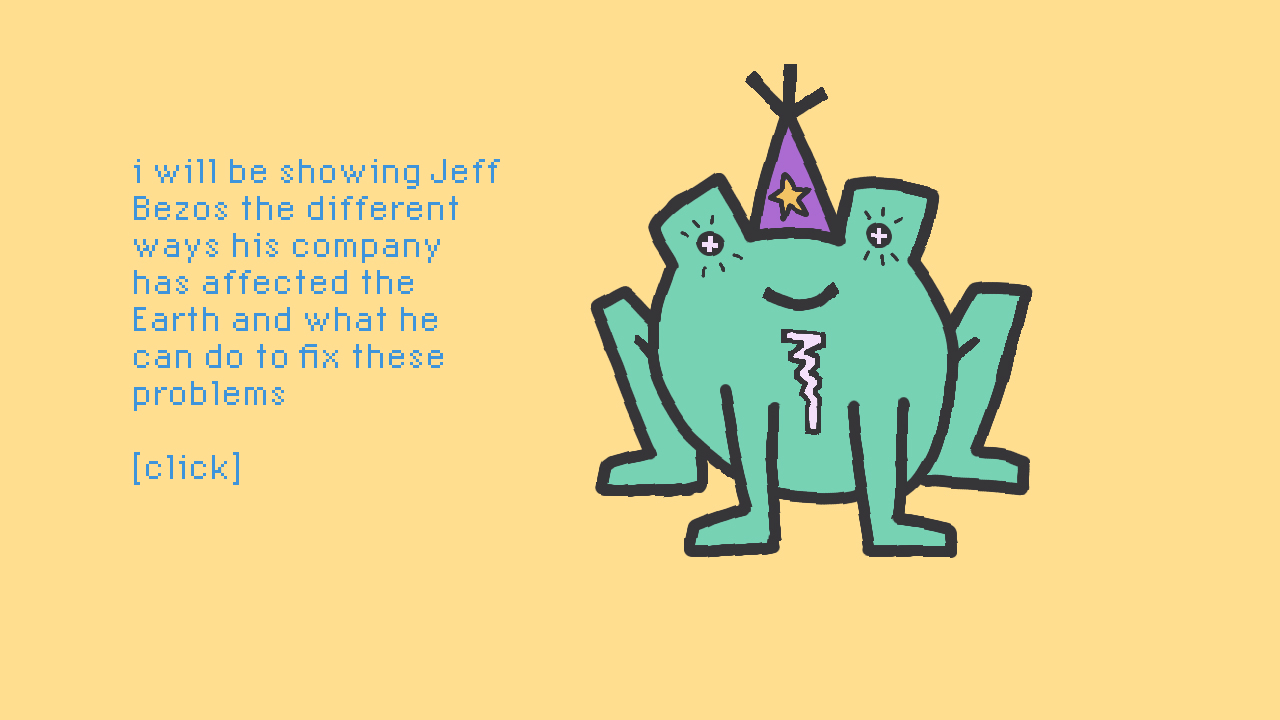 i will be showing Jeff
Bezos the different
ways his company
has affected the
Earth and what he
can do to fix these
problems
[click]